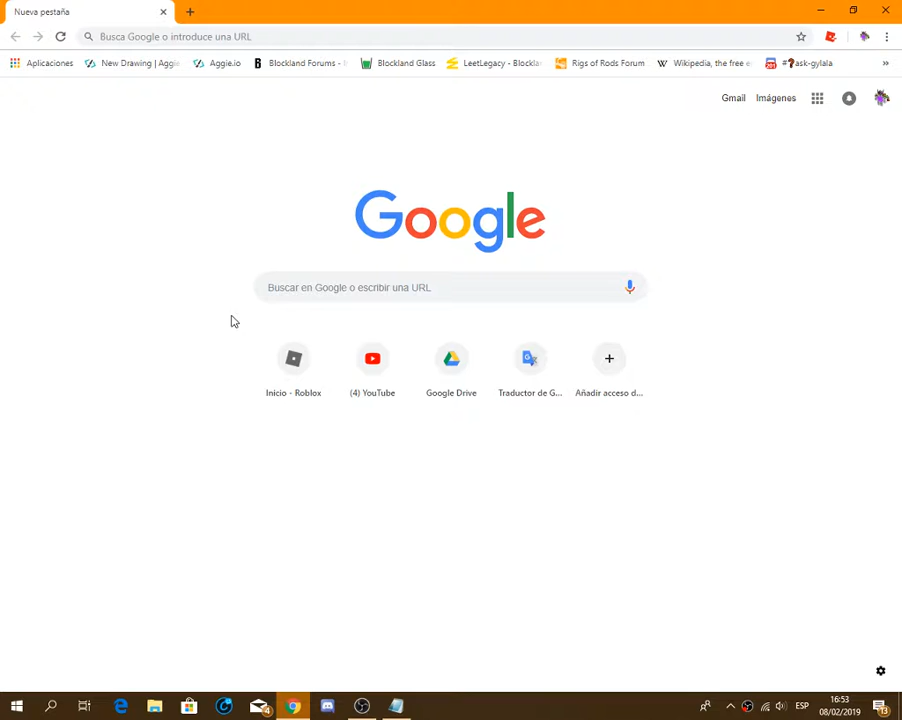 Nueva pestaña
Busca Google o introduce una URL
Aplicaciones New Drawing | Aggie Aggie.io Blockland Forums - Blockland Glass LeetLegacy - Blockla Rigs of Rods Forum Wikipedia, the free e #❓ask-gylala
Gmail Imágenes
Google
Buscar en Google o escribir una URL
Inicio - Roblox (4) YouTube Google Drive Traductor de G... Añadir acceso d...
4 ESP 16:53 13
08/02/2019